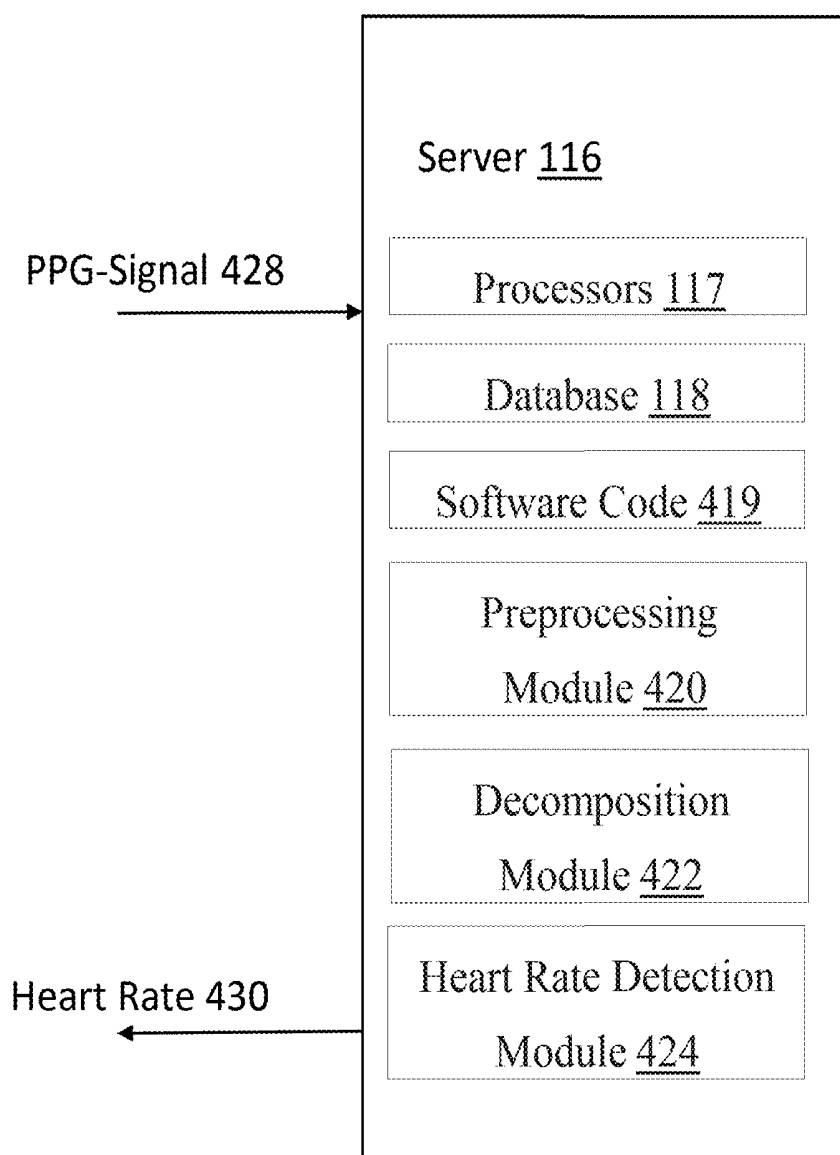 Server 116
PPG-Signal 428
Processors 117
Database 118
Software Code 419
Preprocessing
Module 420
Decomposition
Module 422
Heart Rate Detection
Module 424
Heart Rate 430